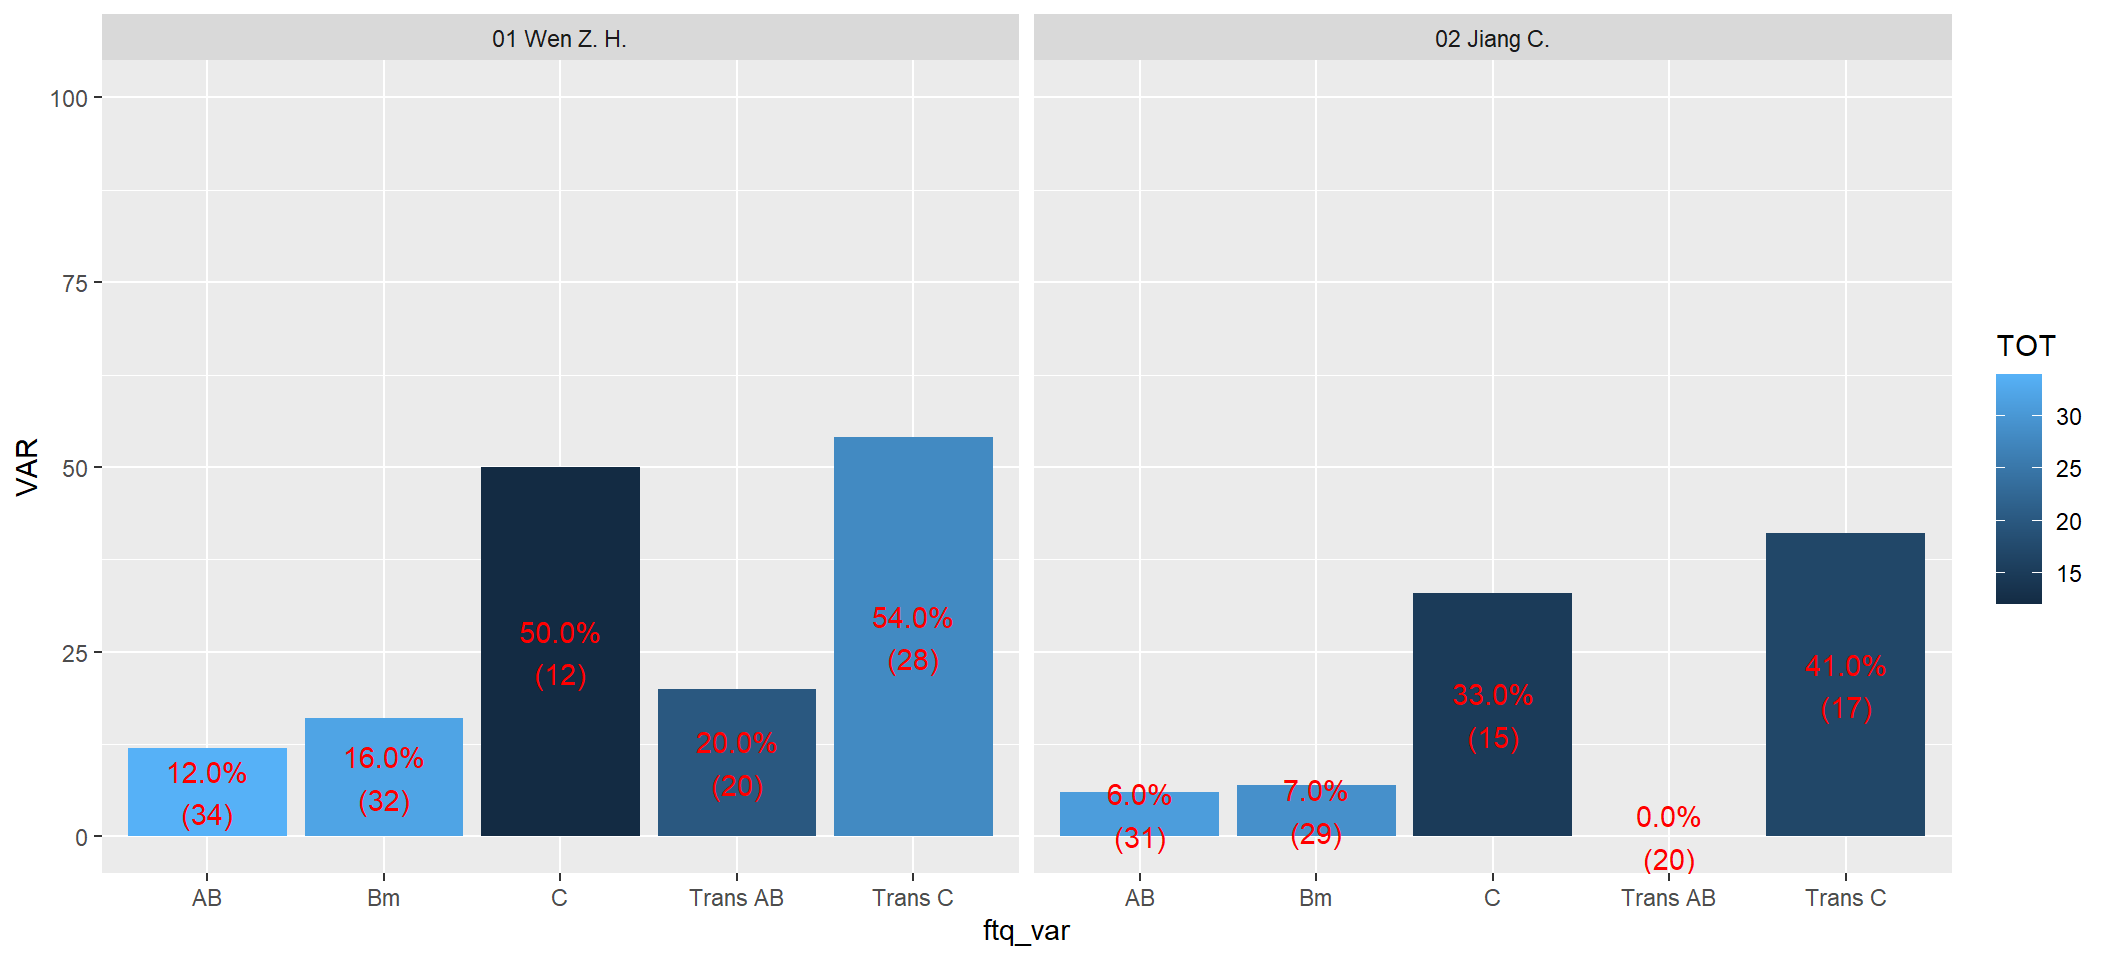 01 Wen Z. H.
02 Jiang C.
100
75
50
25
0
VAR
12.0%
(34)
16.0%
(32)
50.0%
(12)
20.0%
(20)
54.0%
(28)
6.0%
(31)
7.0%
(29)
33.0%
(15)
0.0%
(20)
41.0%
(17)
AB
Bm
C
Trans AB
Trans C
AB
Bm
C
Trans AB
Trans C
ftq_var
TOT
30
25
20
15